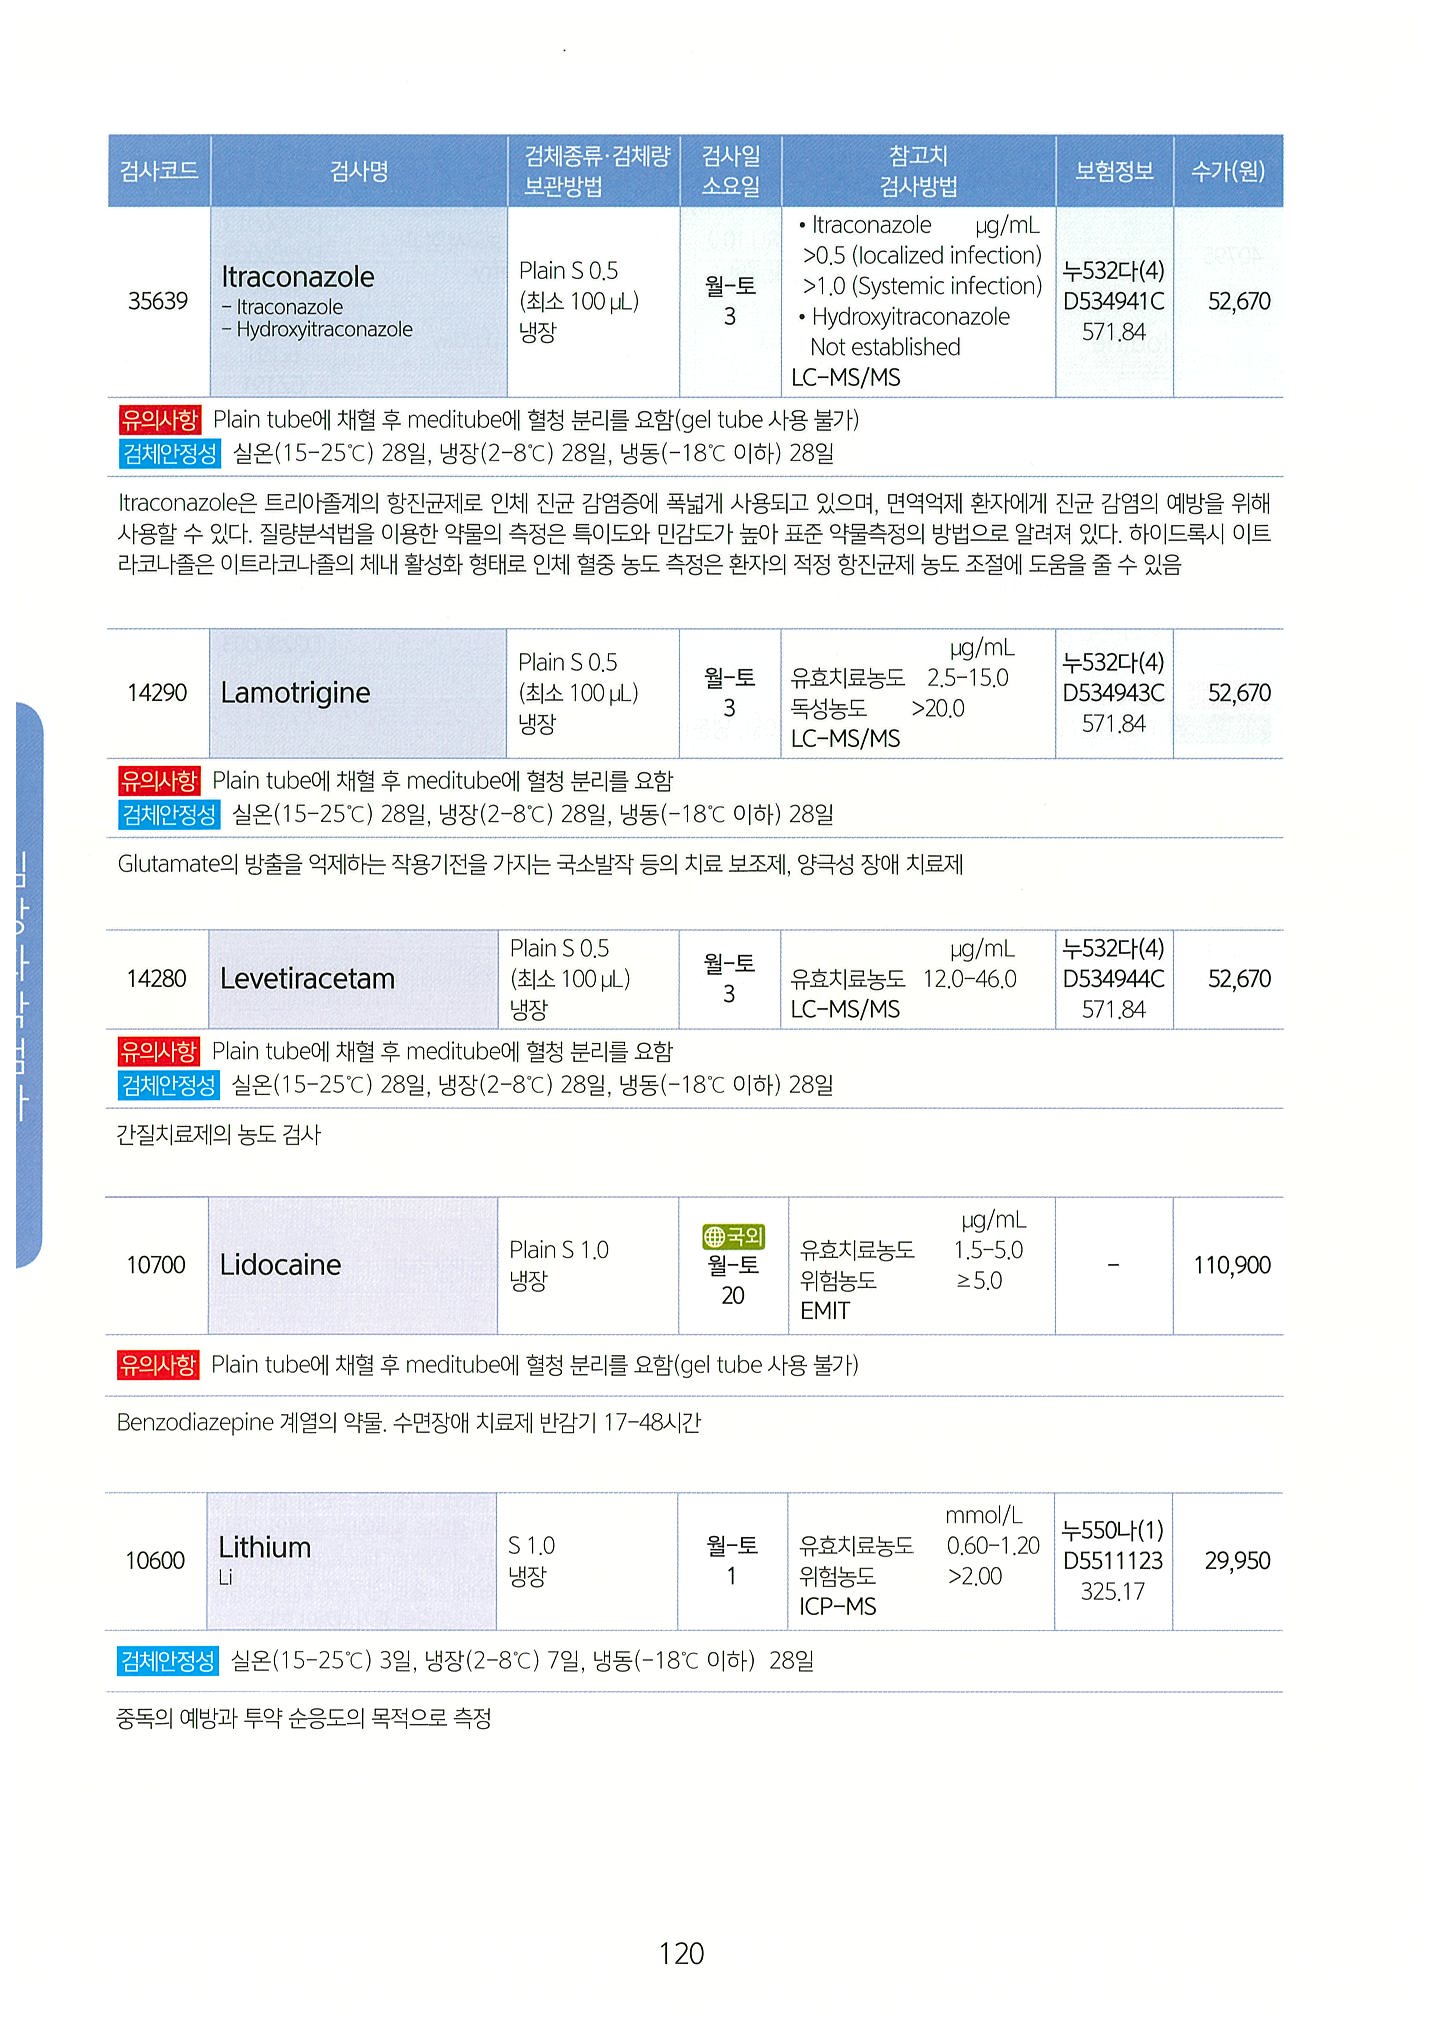 검사코드 검사명 검체종류·검체량 보관방법 검사일 소요일 참고치 검사방법 보험정보 수가(원)
35639
Itraconazole
- Itraconazole
- Hydroxyitraconazole
Plain S 0.5
(최소 100 µL)
냉장
월-토
3
• Itraconazole µg/mL
>0.5 (localized infection)
>1.0 (Systemic infection)
• Hydroxyitraconazole
Not established
LC-MS/MS
누532다(4)
D534941C
571.84
52,670
유의사항 Plain tube에 채혈 후 meditube에 혈청 분리를 요함(gel tube 사용 불가)
검체안정성 실온(15-25℃) 28일, 냉장(2-8℃) 28일, 냉동(-18℃ 이하) 28일
Itraconazole은 트리아졸계의 항진균제로 인체 진균 감염증에 폭넓게 사용되고 있으며, 면역억제 환자에게 진균 감염의 예방을 위해
사용할 수 있다. 질량분석법을 이용한 약물의 측정은 특이도와 민감도가 높아 표준 약물측정의 방법으로 알려져 있다. 하이드록시 이트
라코나졸은 이트라코나졸의 체내 활성화 형태로 인체 혈중 농도 측정은 환자의 적정 항진균제 농도 조절에 도움을 줄 수 있음
14290
Lamotrigine
Plain S 0.5
(최소 100 µL)
냉장
월-토
3
µg/mL
유효치료농도 2.5-15.0
독성농도 >20.0
LC-MS/MS
누532다(4)
D534943C
571.84
52,670
유의사항 Plain tube에 채혈 후 meditube에 혈청 분리를 요함
검체안정성 실온(15-25℃) 28일, 냉장(2-8℃) 28일, 냉동(-18℃ 이하) 28일
Glutamate의 방출을 억제하는 작용기전을 가지는 국소발작 등의 치료 보조제, 양극성 장애 치료제
14280
Levetiracetam
Plain S 0.5
(최소 100 µL)
냉장
월-토
3
µg/mL
유효치료농도 12.0-46.0
LC-MS/MS
누532다(4)
D534944C
571.84
52,670
유의사항 Plain tube에 채혈 후 meditube에 혈청 분리를 요함
검체안정성 실온(15-25℃) 28일, 냉장(2-8℃) 28일, 냉동(-18℃ 이하) 28일
간질치료제의 농도 검사
10700
Lidocaine
Plain S 1.0
냉장
국외
월-토
20
µg/mL
유효치료농도 1.5-5.0
위험농도 ≥5.0
EMIT
-
110,900
유의사항 Plain tube에 채혈 후 meditube에 혈청 분리를 요함(gel tube 사용 불가)
Benzodiazepine 계열의 약물. 수면장애 치료제 반감기 17-48시간
10600
Lithium
Li
S 1.0
냉장
월-토
1
mmol/L
유효치료농도 0.60-1.20
위험농도 >2.00
ICP-MS
누550나(1)
D5511123
325.17
29,950
검체안정성 실온(15-25℃) 3일, 냉장(2-8℃) 7일, 냉동(-18℃ 이하) 28일
중독의 예방과 투약 순응도의 목적으로 측정
120